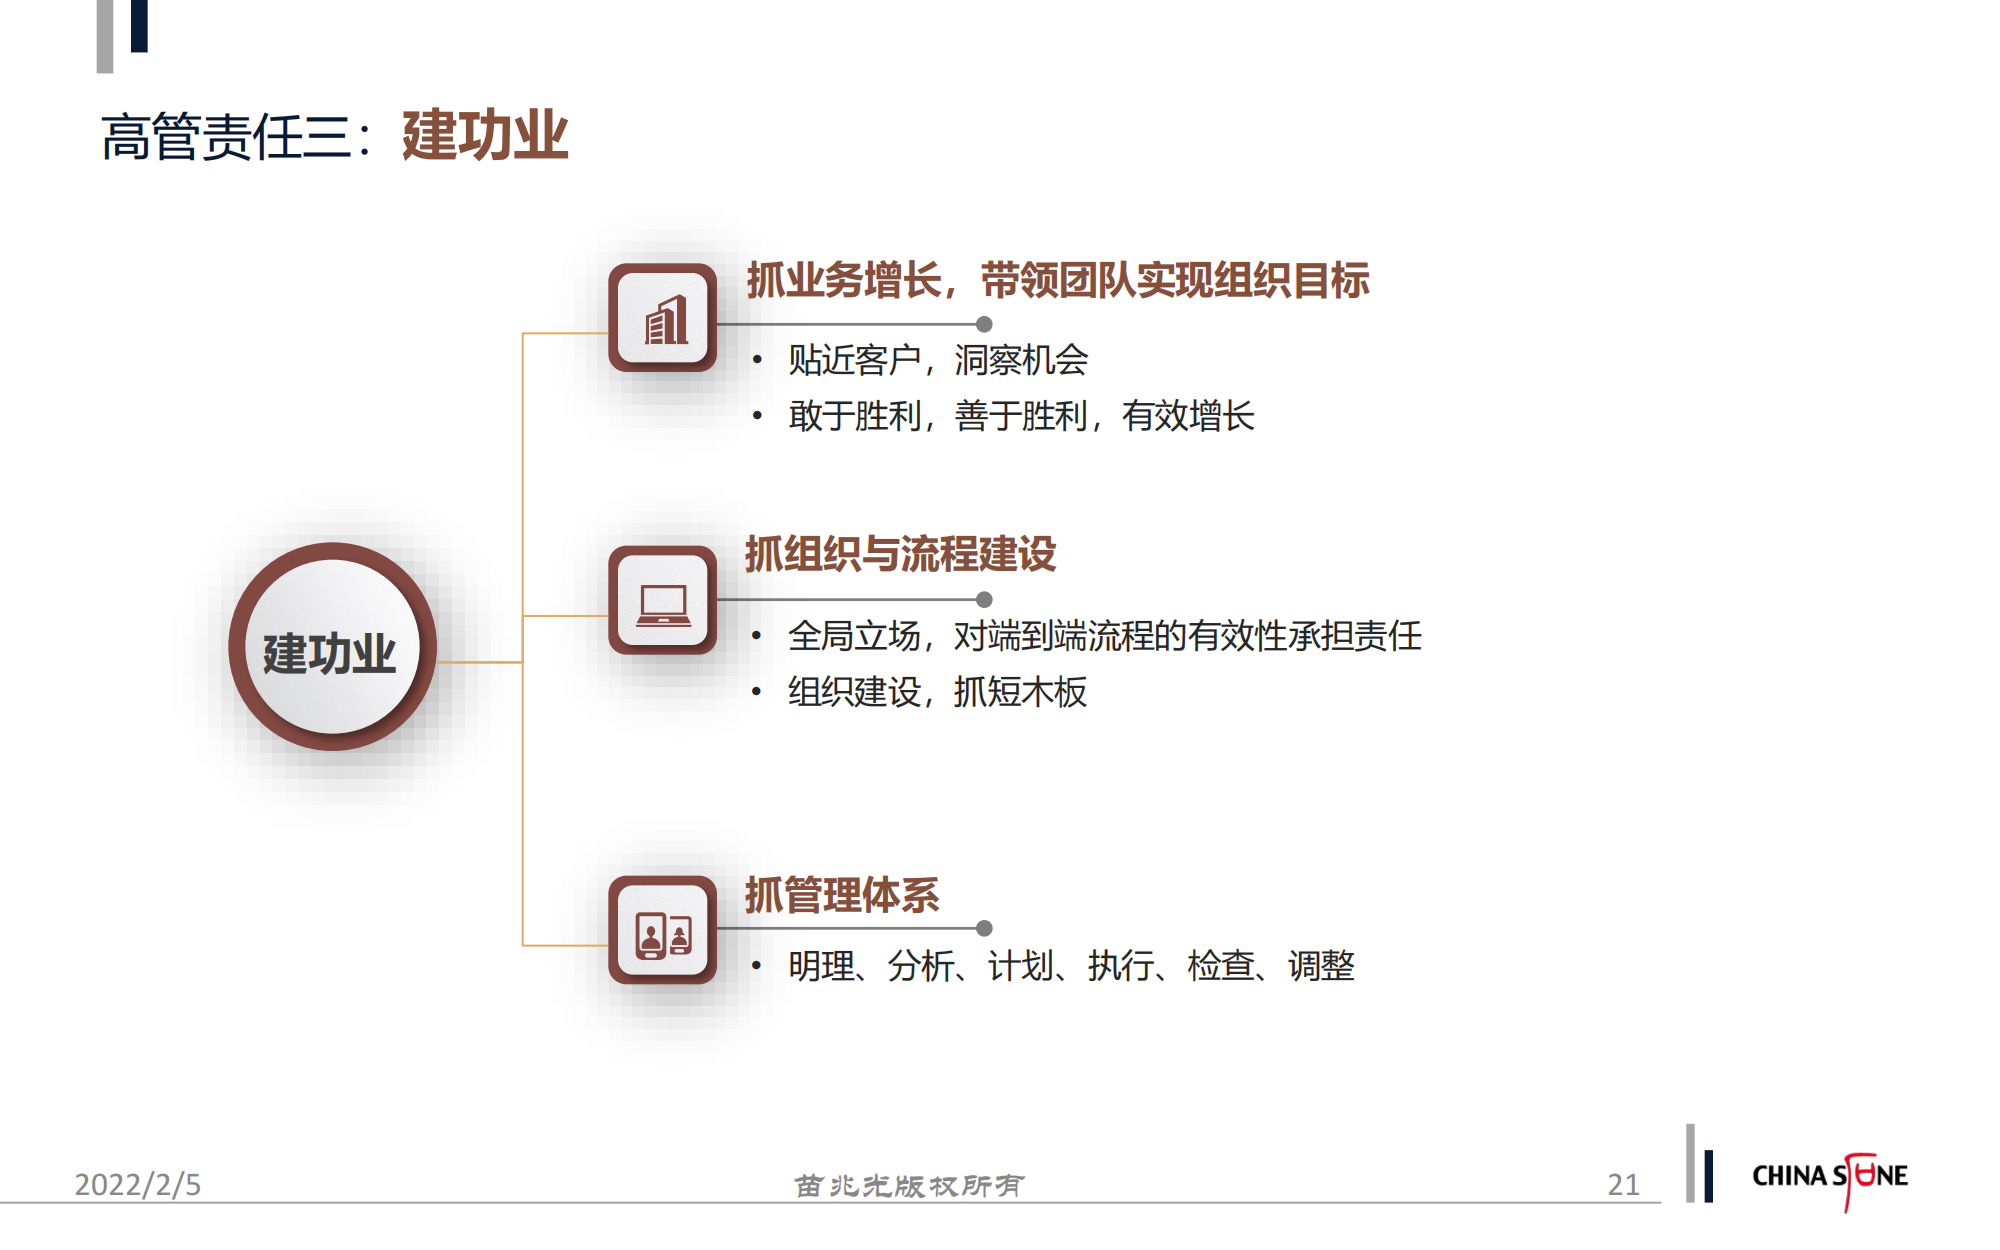 高管责任三：建功业
抓业务增长，带领团队实现组织目标
• 贴近客户，洞察机会
• 敢于胜利，善于胜利，有效增长
建功业
抓组织与流程建设
• 全局立场，对端到端流程的有效性承担责任
• 组织建设，抓短木板
抓管理体系
• 明理、分析、计划、执行、检查、调整
2022/2/5
苗兆光版权所有
21
CHINA STONE